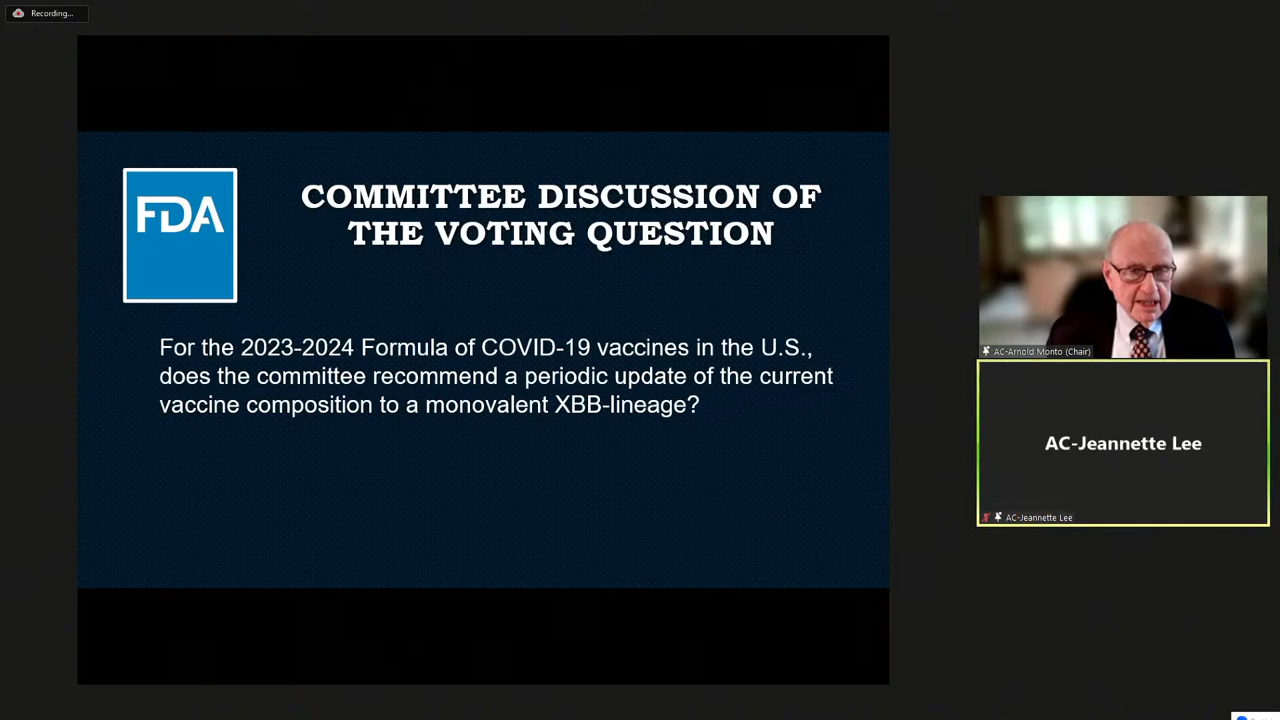 Recording...
FDA
COMMITTEE DISCUSSION OF
THE VOTING QUESTION
For the 2023-2024 Formula of COVID-19 vaccines in the U.S.,
does the committee recommend a periodic update of the current
vaccine composition to a monovalent XBB-lineage?
AC-Arnold Monto (Chair)
AC-Jeannette Lee
AC-Jeannette Lee